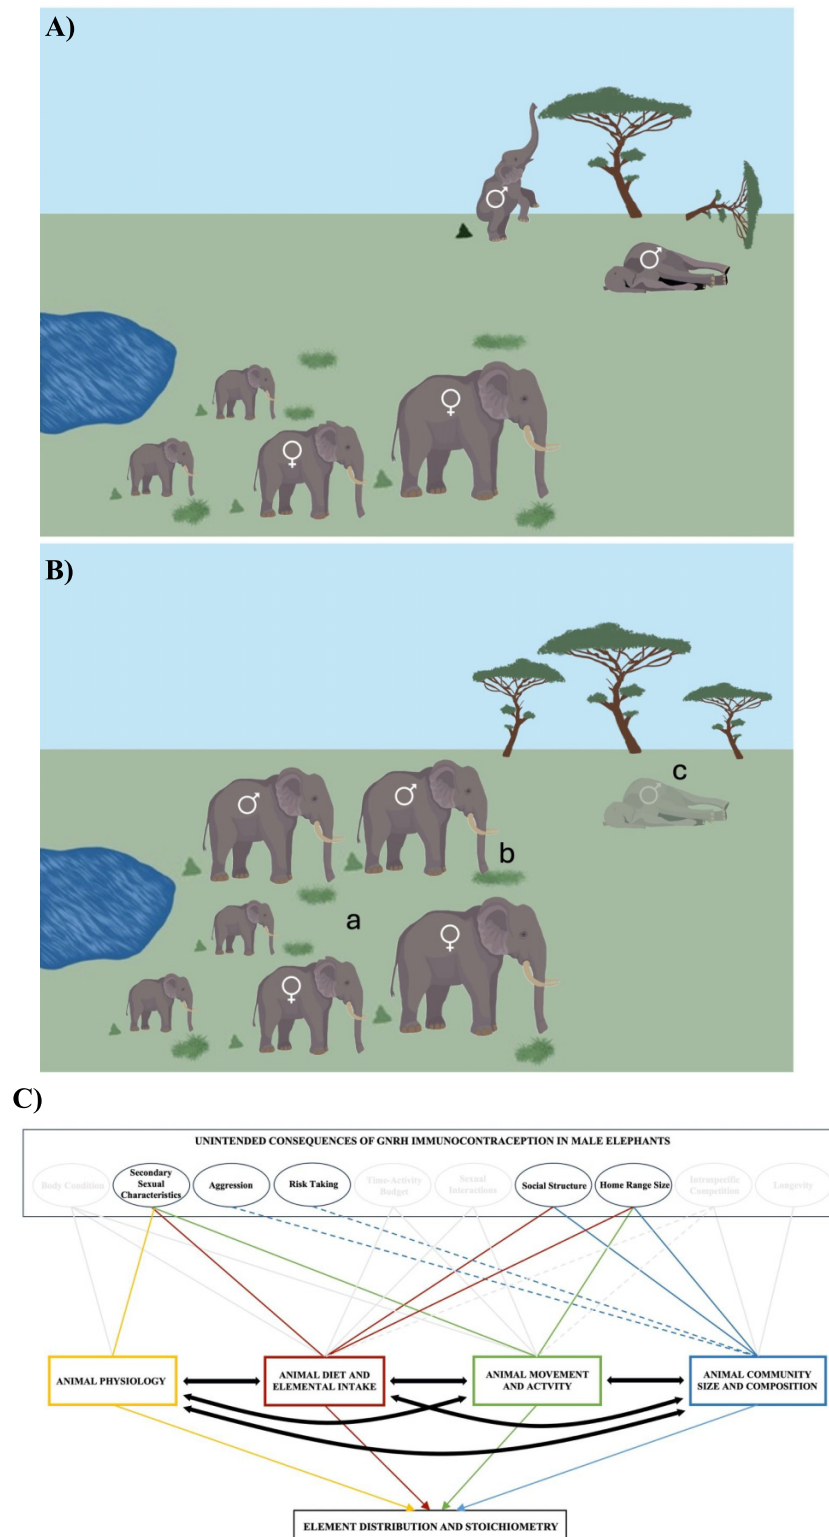 A)
♂
♂
♀
♀
B)
c
♂
♂
♂
b
a
♀
♀
C)
UNINTENDED CONSEQUENCES OF GNRH IMMUNOCONTRACEPTION IN MALE ELEPHANTS
Body Condition
Secondary
Sexual
Characteristics
Aggression
Risk Taking
Time-Activity
Budget
Sexual
Interactions
Social Structure
Home Range Size
Intraspecific
Competition
Longevity
ANIMAL PHYSIOLOGY
ANIMAL DIET AND
ELEMENTAL INTAKE
ANIMAL MOVEMENT
AND ACTVITY
ANIMAL COMMUNITY
SIZE AND COMPOSITION
ELEMENT DISTRIBUTION AND STOICHIOMETRY